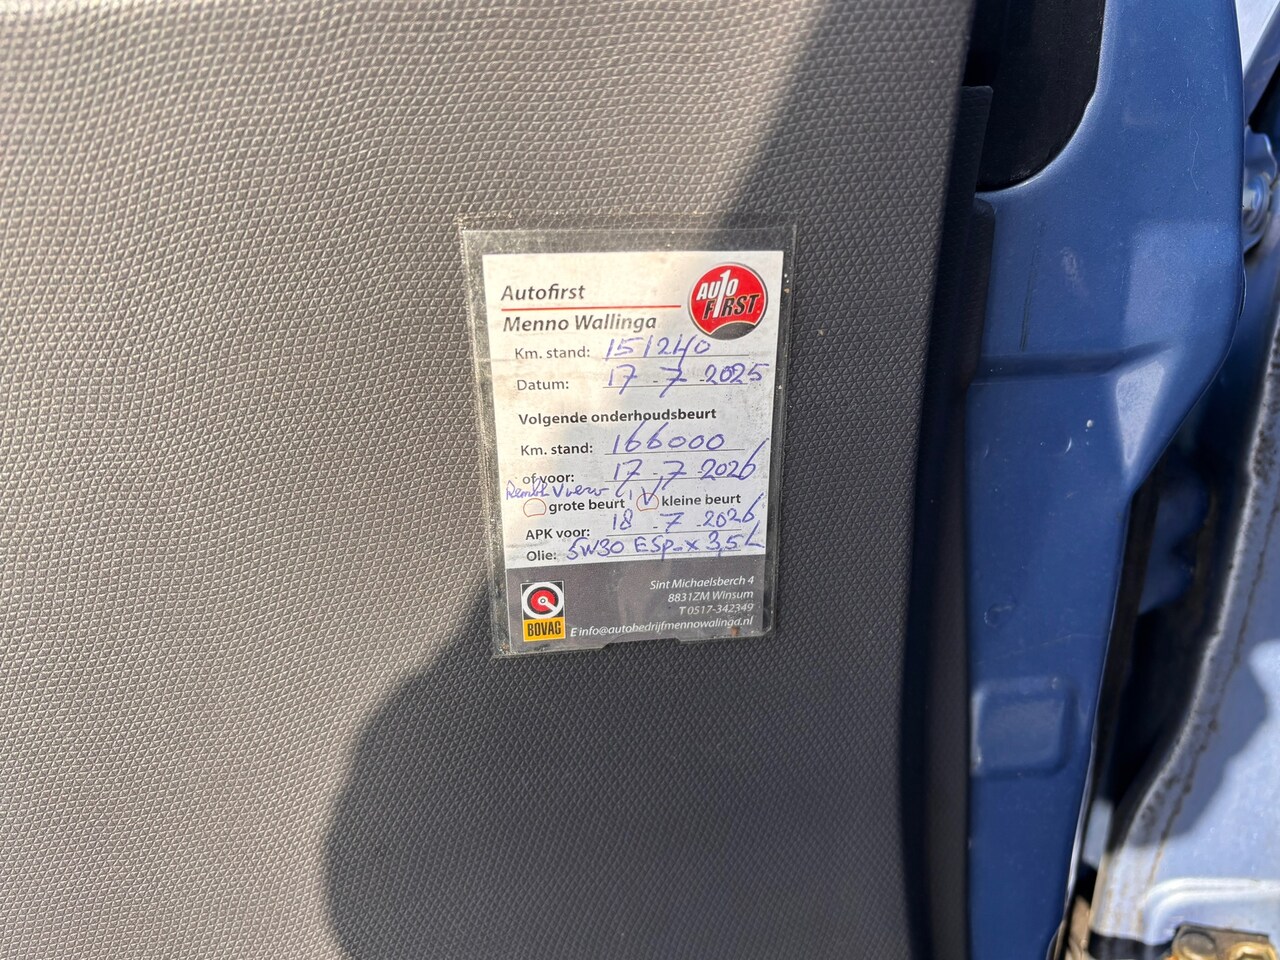 Autofirst
AUTO FIRST
Menno Wallinga
Km. stand: 151240
Datum: 17-7-2025
Volgende onderhoudsbeurt
Km. stand: 166000
of voor: 17-7-2026
grote beurt kleine beurt
APK voor: 18-7-2026
Olie: 5W30 ESP-x 3,5L
Sint Michaelsberch 4
8831ZM Winsum
T 0517-342349
BOVAG
E info@autobedrijfmennowalinga.nl